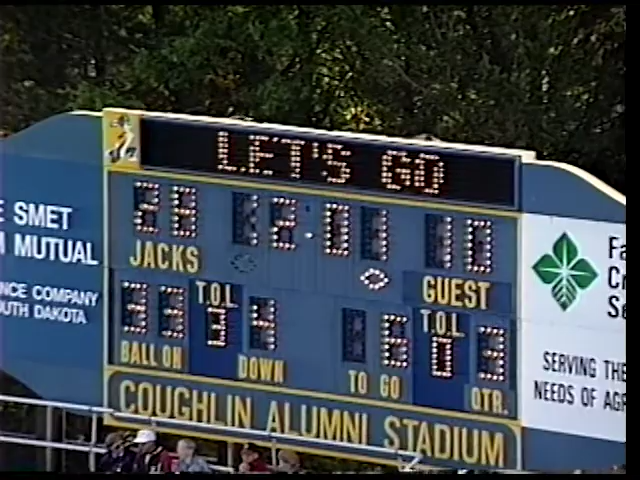 LET'S GO
28 12:01 10
JACKS GUEST
E SMET
M MUTUAL
NCE COMPANY
OUTH DAKOTA
T.O.L T.O.L
33 3 4 6 0 3
BALL ON DOWN TO GO QTR.
COUGHLIN ALUMNI STADIUM
Fa
Cr
Se
SERVING THE
NEEDS OF AGR